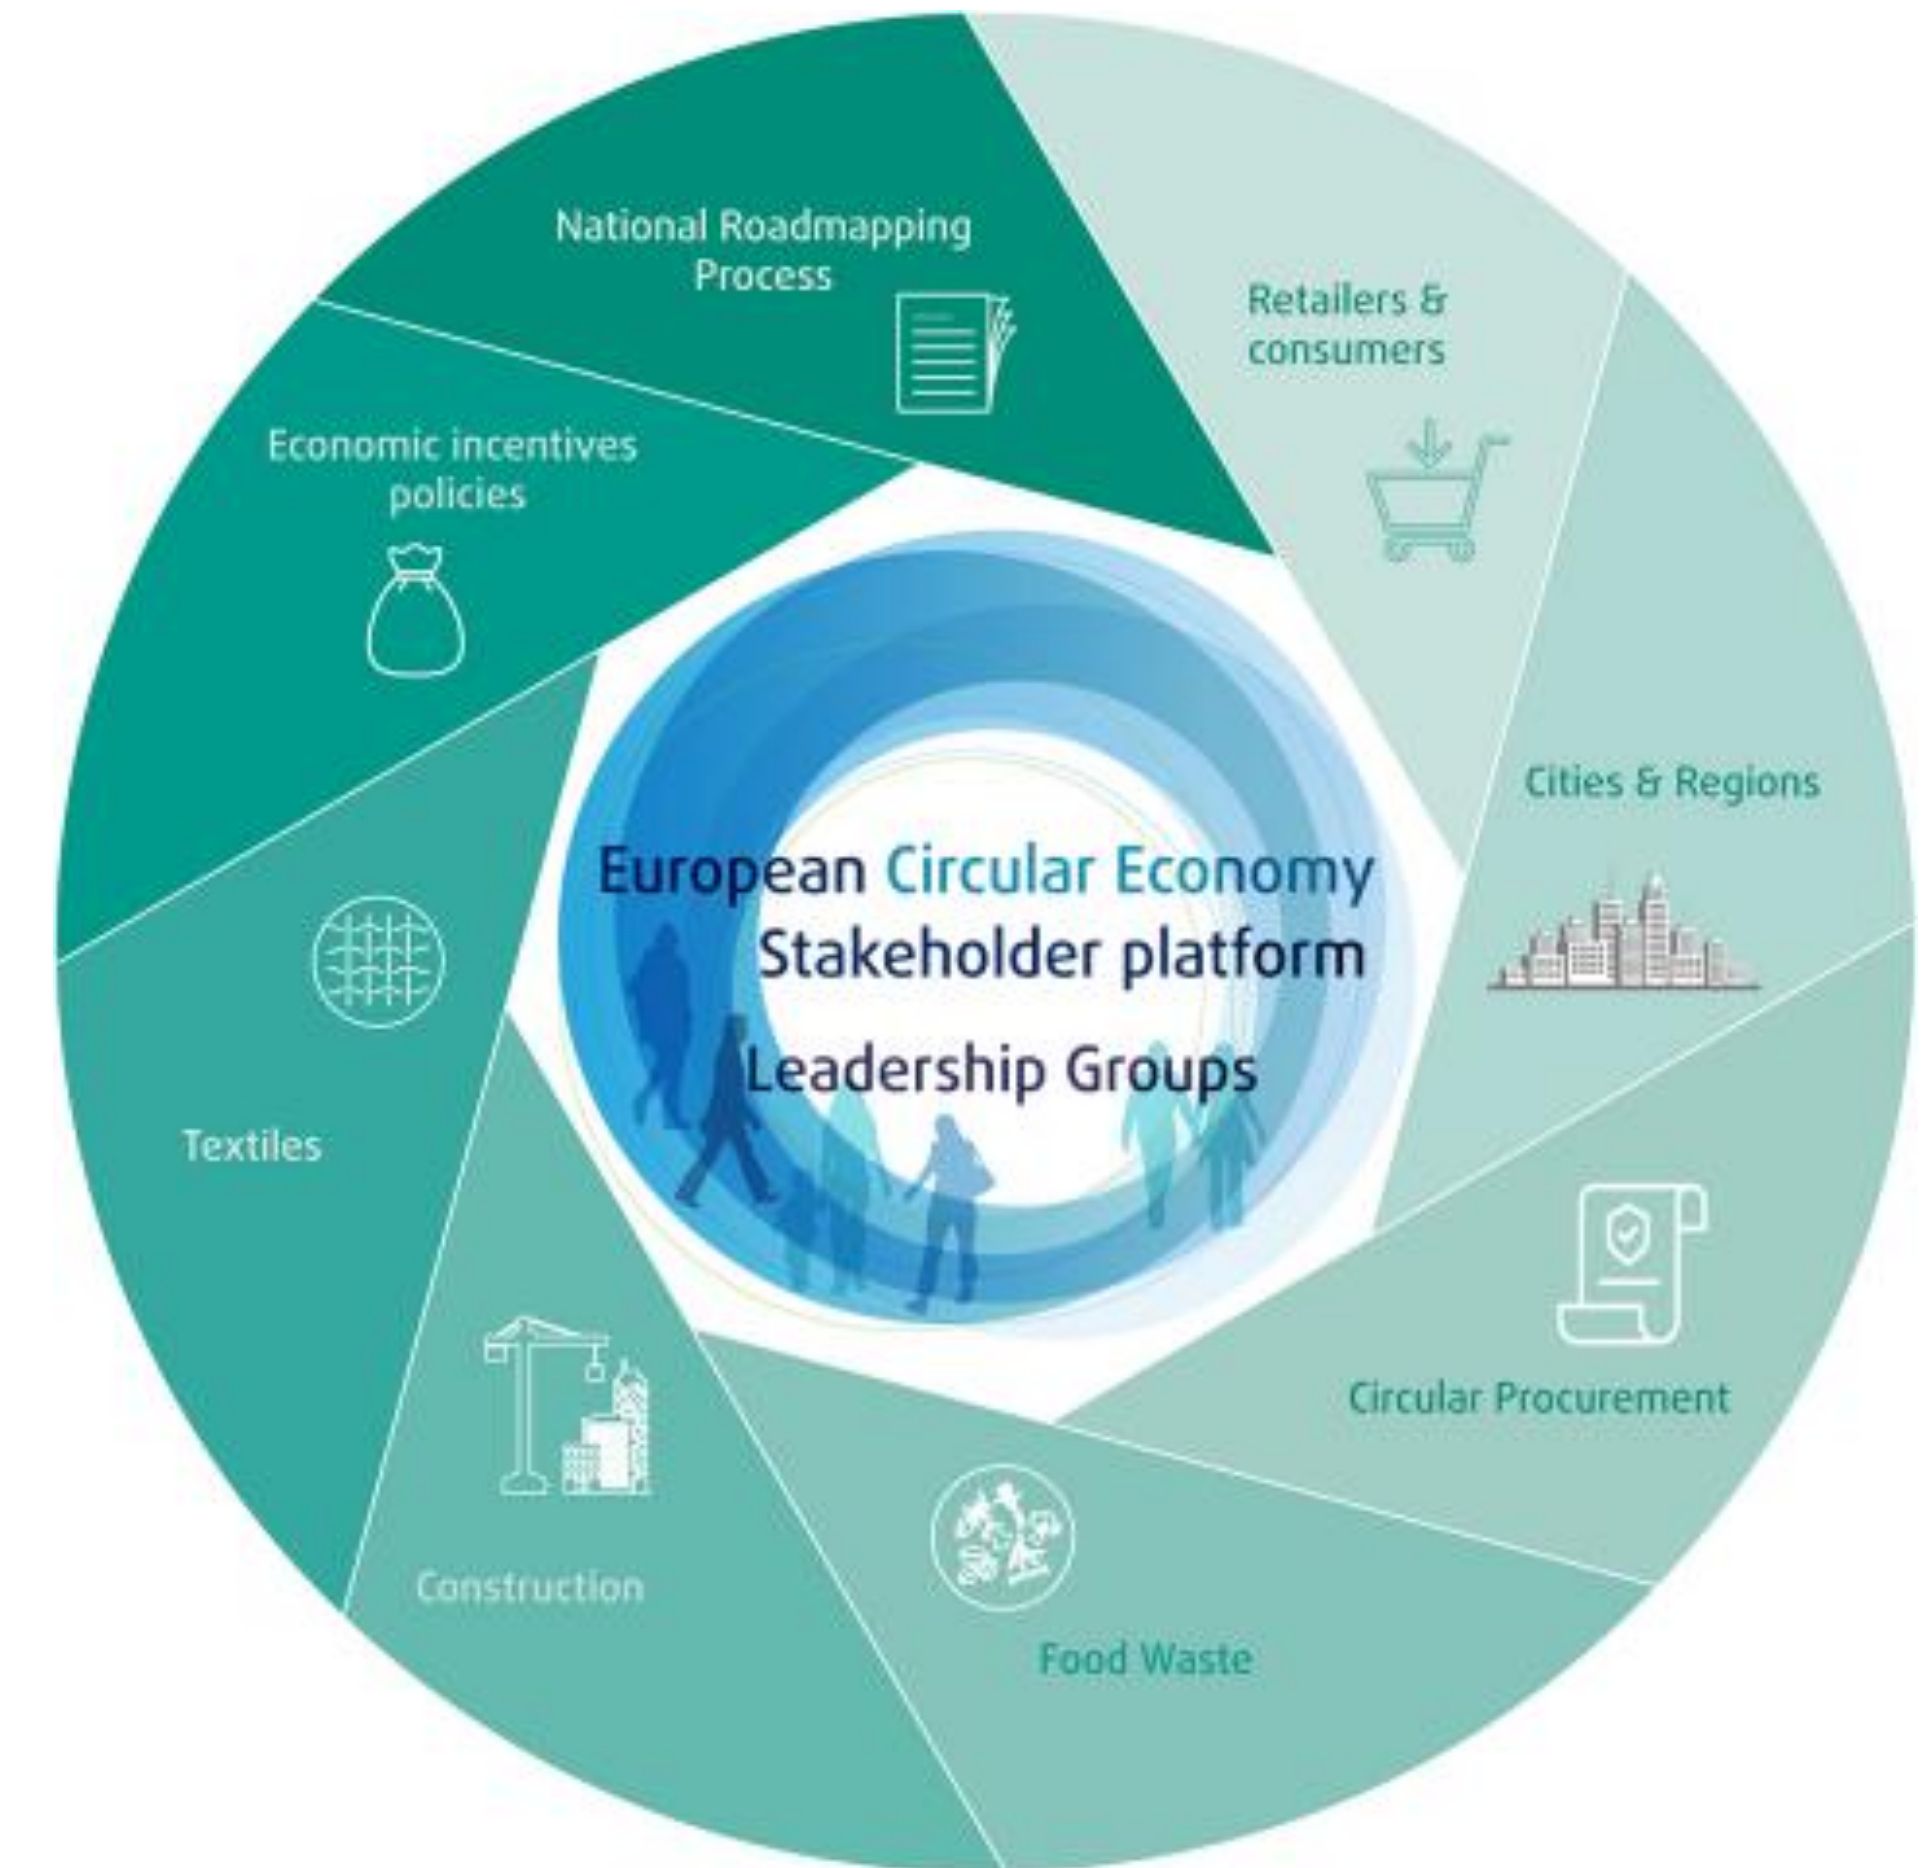 National Roadmapping
Process
Retailers &
consumers
Economic incentives
policies
Cities & Regions
European Circular Economy
Stakeholder platform
Leadership Groups
Textiles
Circular Procurement
Construction
Food Waste